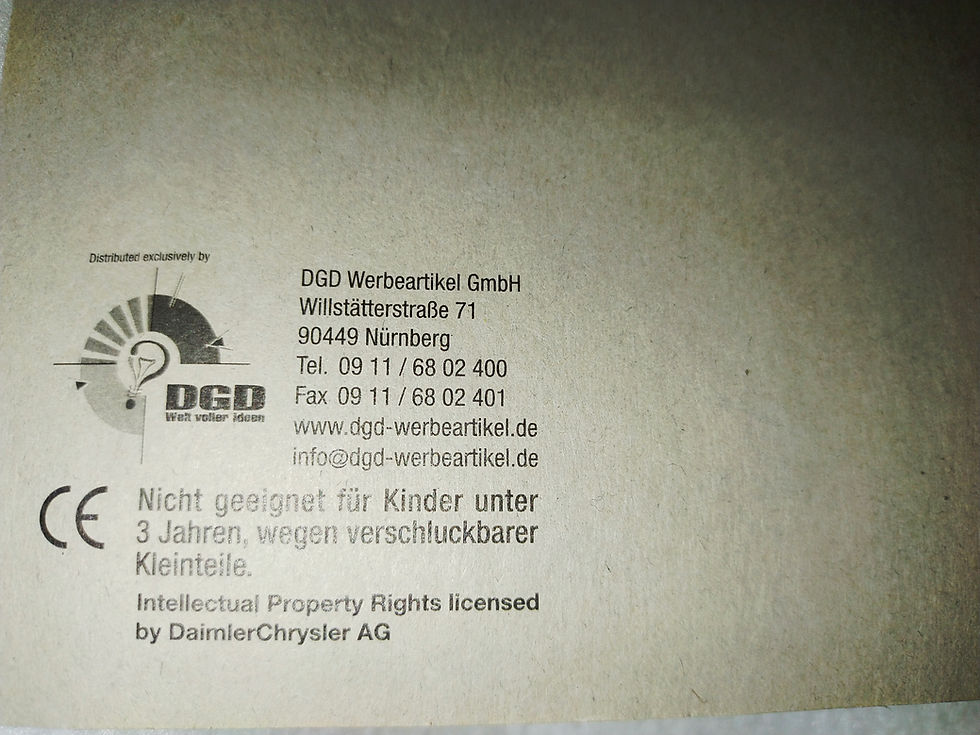 Distributed exclusively by
DGD
Welt voller Ideen
DGD Werbeartikel GmbH
Willstätterstraße 71
90449 Nürnberg
Tel. 09 11 / 68 02 400
Fax 09 11 / 68 02 401
www.dgd-werbeartikel.de
info@dgd-werbeartikel.de
CE
Nicht geeignet für Kinder unter
3 Jahren, wegen verschluckbarer
Kleinteile.
Intellectual Property Rights licensed
by DaimlerChrysler AG